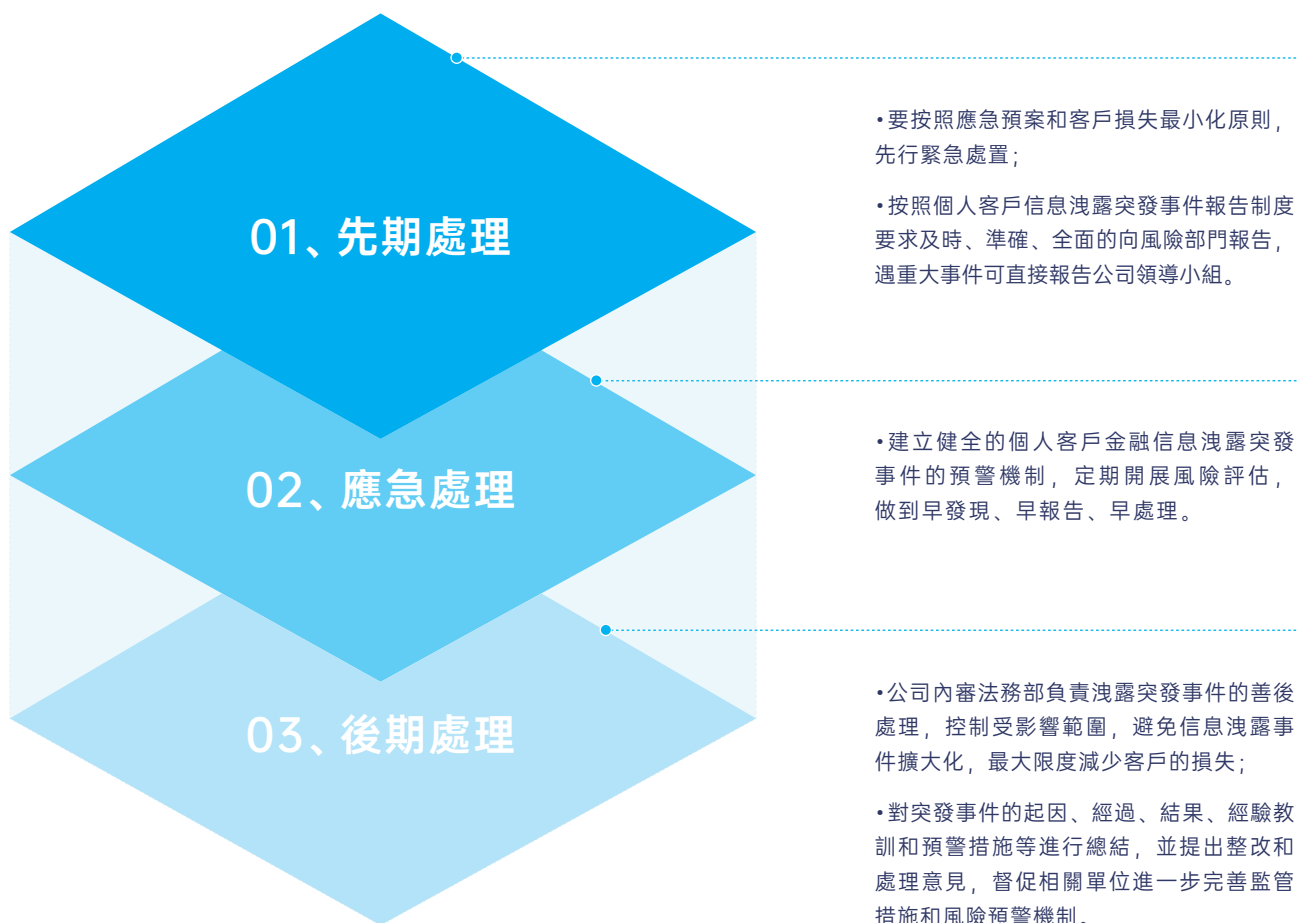 01、先期處理
•要按照應急預案和客戶損失最小化原則，
先行緊急處置；
•按照個人客戶信息洩露突發事件報告制度
要求及時、準確、全面的向風險部門報告，
遇重大事件可直接報告公司領導小組。
02、應急處理
•建立健全的個人客戶金融信息洩露突發
事件的預警機制，定期開展風險評估，
做到早發現、早報告、早處理。
03、後期處理
•公司內審法務部負責洩露突發事件的善後
處理，控制受影響範圍，避免信息洩露事
件擴大化，最大限度減少客戶的損失；
•對突發事件的起因、經過、結果、經驗教
訓和預警措施等進行總結，並提出整改和
處理意見，督促相關單位進一步完善監管
措施和風險預警機制。